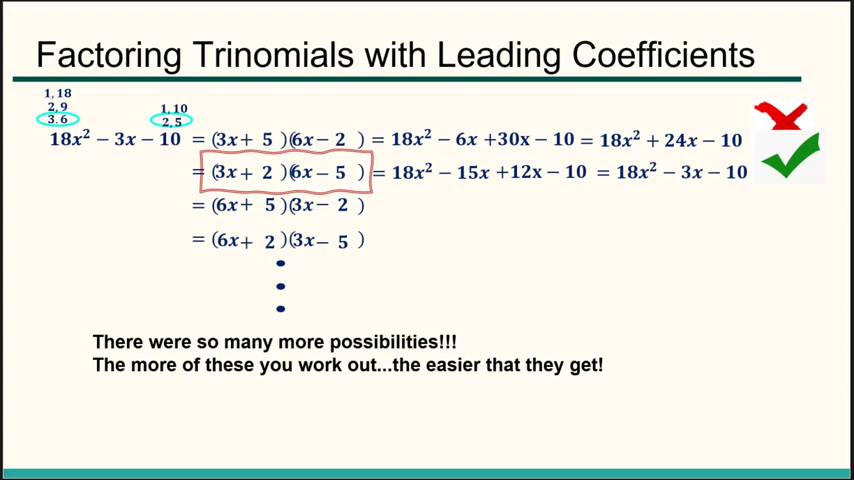 Factoring Trinomials with Leading Coefficients
1, 18
2, 9
3. 6
1, 10
2, 5
18x² − 3x − 10 = (3x + 5 )(6x − 2 ) = 18x² − 6x +30x − 10 = 18x² + 24x − 10
= (3x + 2 )(6x − 5 ) = 18x² − 15x +12x − 10 = 18x² − 3x − 10
= (6x + 5 )(3x − 2 )
= (6x + 2 )(3x − 5 )
There were so many more possibilities!!!
The more of these you work out...the easier that they get!